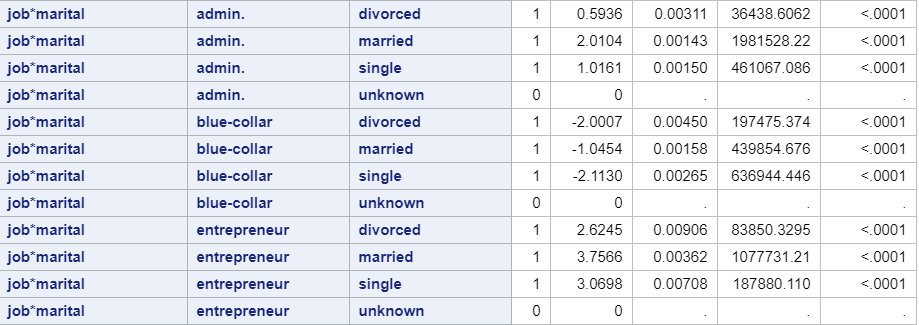 job*marital admin. divorced 1 0.5936 0.00311 36438.6062 <.0001
job*marital admin. married 1 2.0104 0.00143 1981528.22 <.0001
job*marital admin. single 1 1.0161 0.00150 461067.086 <.0001
job*marital admin. unknown 0 0 . . .
job*marital blue-collar divorced 1 -2.0007 0.00450 197475.374 <.0001
job*marital blue-collar married 1 -1.0454 0.00158 439854.676 <.0001
job*marital blue-collar single 1 -2.1130 0.00265 636944.446 <.0001
job*marital blue-collar unknown 0 0 . . .
job*marital entrepreneur divorced 1 2.6245 0.00906 83850.3295 <.0001
job*marital entrepreneur married 1 3.7566 0.00362 1077731.21 <.0001
job*marital entrepreneur single 1 3.0698 0.00708 187880.110 <.0001
job*marital entrepreneur unknown 0 0 . . .